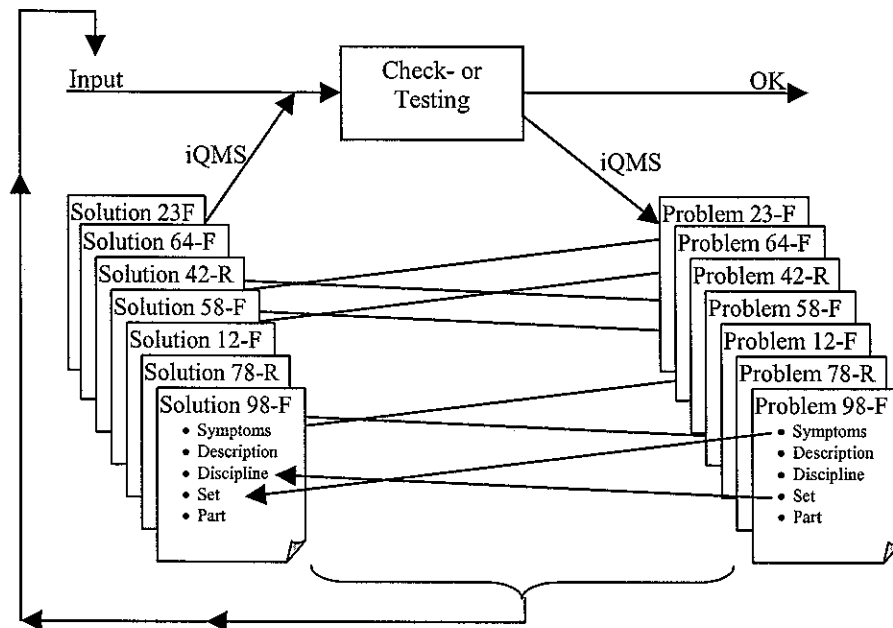 Input
Check- or
Testing
OK
iQMS
iQMS
Solution 23F
Solution 64-F
Solution 42-R
Solution 58-F
Solution 12-F
Solution 78-R
Solution 98-F
• Symptoms
• Description
• Discipline
• Set
• Part
Problem 23-F
Problem 64-F
Problem 42-R
Problem 58-F
Problem 12-F
Problem 78-R
Problem 98-F
• Symptoms
• Description
• Discipline
• Set
• Part